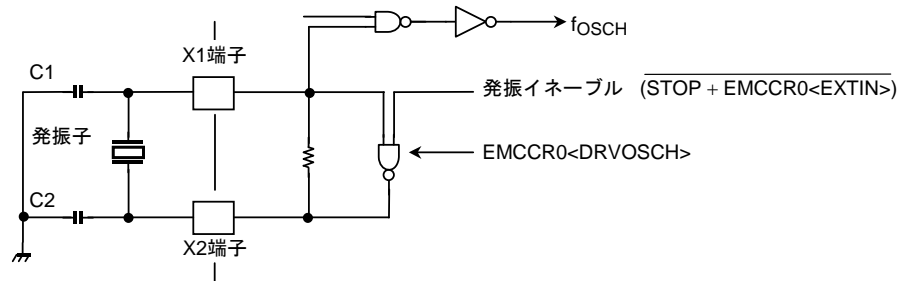 fOSCH
X1端子
C1
発振イネーブル (STOP + EMCCR0<EXTIN>)
発振子
EMCCR0<DRVOSCH>
C2
X2端子